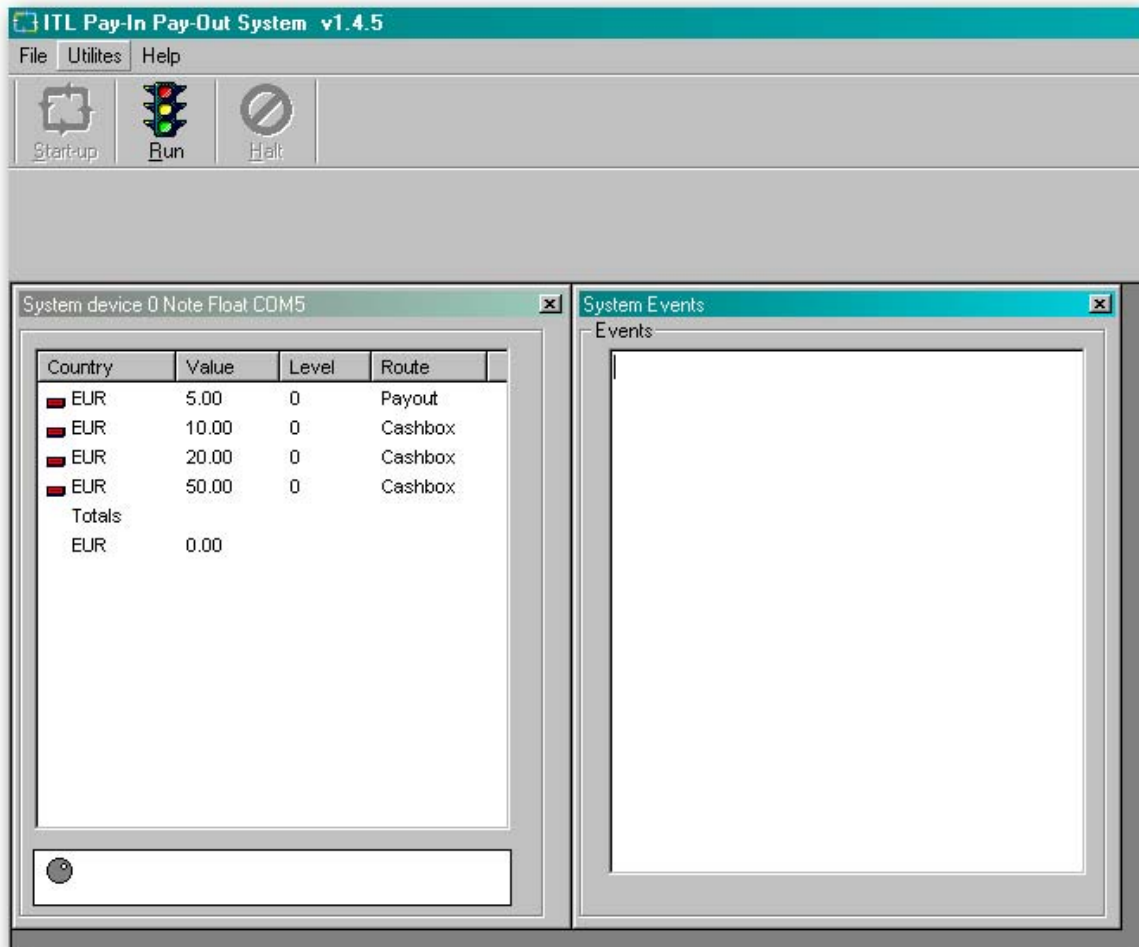 ITL Pay-In Pay-Out System v1.4.5
File Utilites Help
Start-up Run Halt
System device 0 Note Float COM5
Country Value Level Route
EUR 5.00 0 Payout
EUR 10.00 0 Cashbox
EUR 20.00 0 Cashbox
EUR 50.00 0 Cashbox
Totals
EUR 0.00
System Events
Events